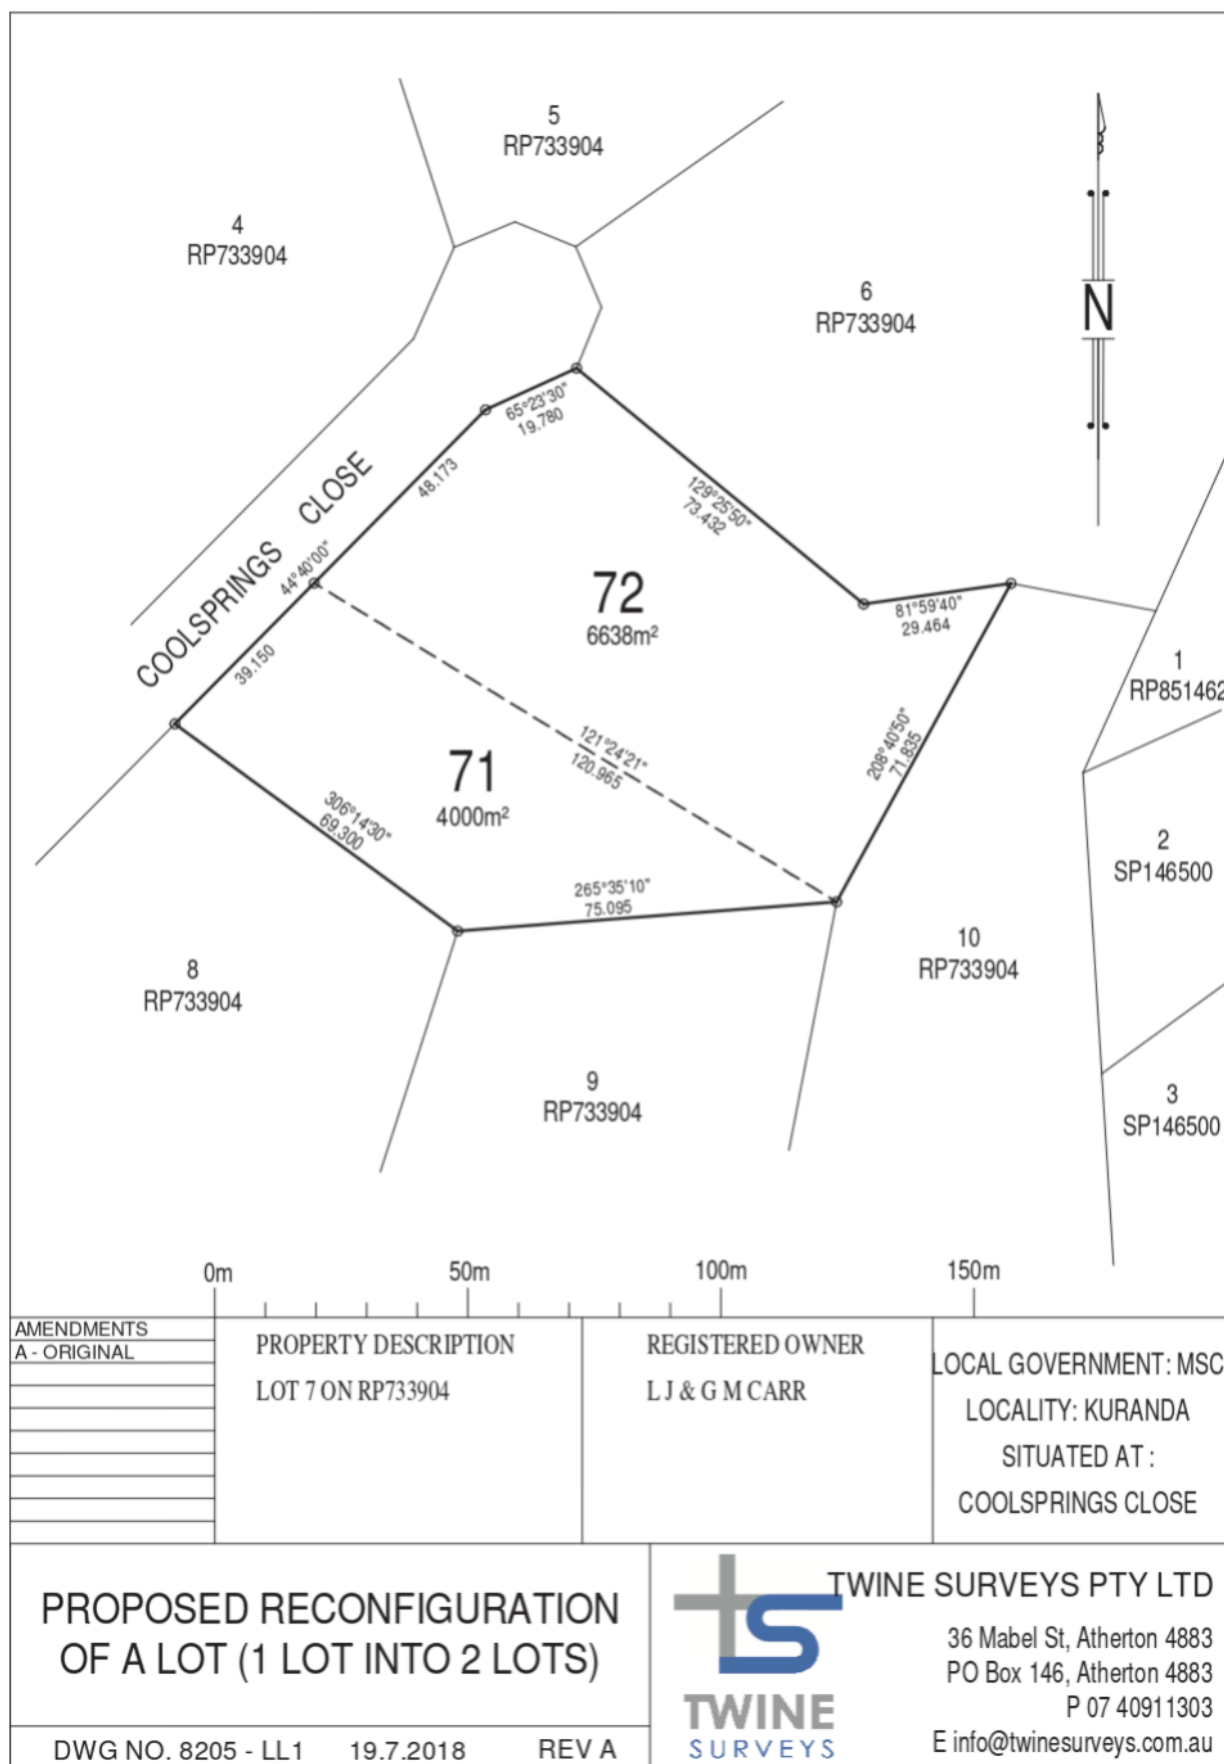 5
RP733904
4
RP733904
6
RP733904
N
65°23'30"
19.780
48.173
129°25'50"
73.432
COOLSPRINGS CLOSE
44°40'00"
72
6638m²
81°59'40"
29.464
39.150
1
RP851462
121°24'21"
120.965
208°40'50"
71.835
71
4000m²
306°14'30"
69.300
2
SP146500
265°35'10"
75.095
10
RP733904
8
RP733904
9
RP733904
3
SP146500
0m 50m 100m 150m
AMENDMENTS
A - ORIGINAL
PROPERTY DESCRIPTION
LOT 7 ON RP733904
REGISTERED OWNER
L J & G M CARR
LOCAL GOVERNMENT: MSC
LOCALITY: KURANDA
SITUATED AT :
COOLSPRINGS CLOSE
PROPOSED RECONFIGURATION
OF A LOT (1 LOT INTO 2 LOTS)
DWG NO. 8205 - LL1 19.7.2018 REV A
ts
TWINE
SURVEYS
TWINE SURVEYS PTY LTD
36 Mabel St, Atherton 4883
PO Box 146, Atherton 4883
P 07 40911303
E info@twinesurveys.com.au